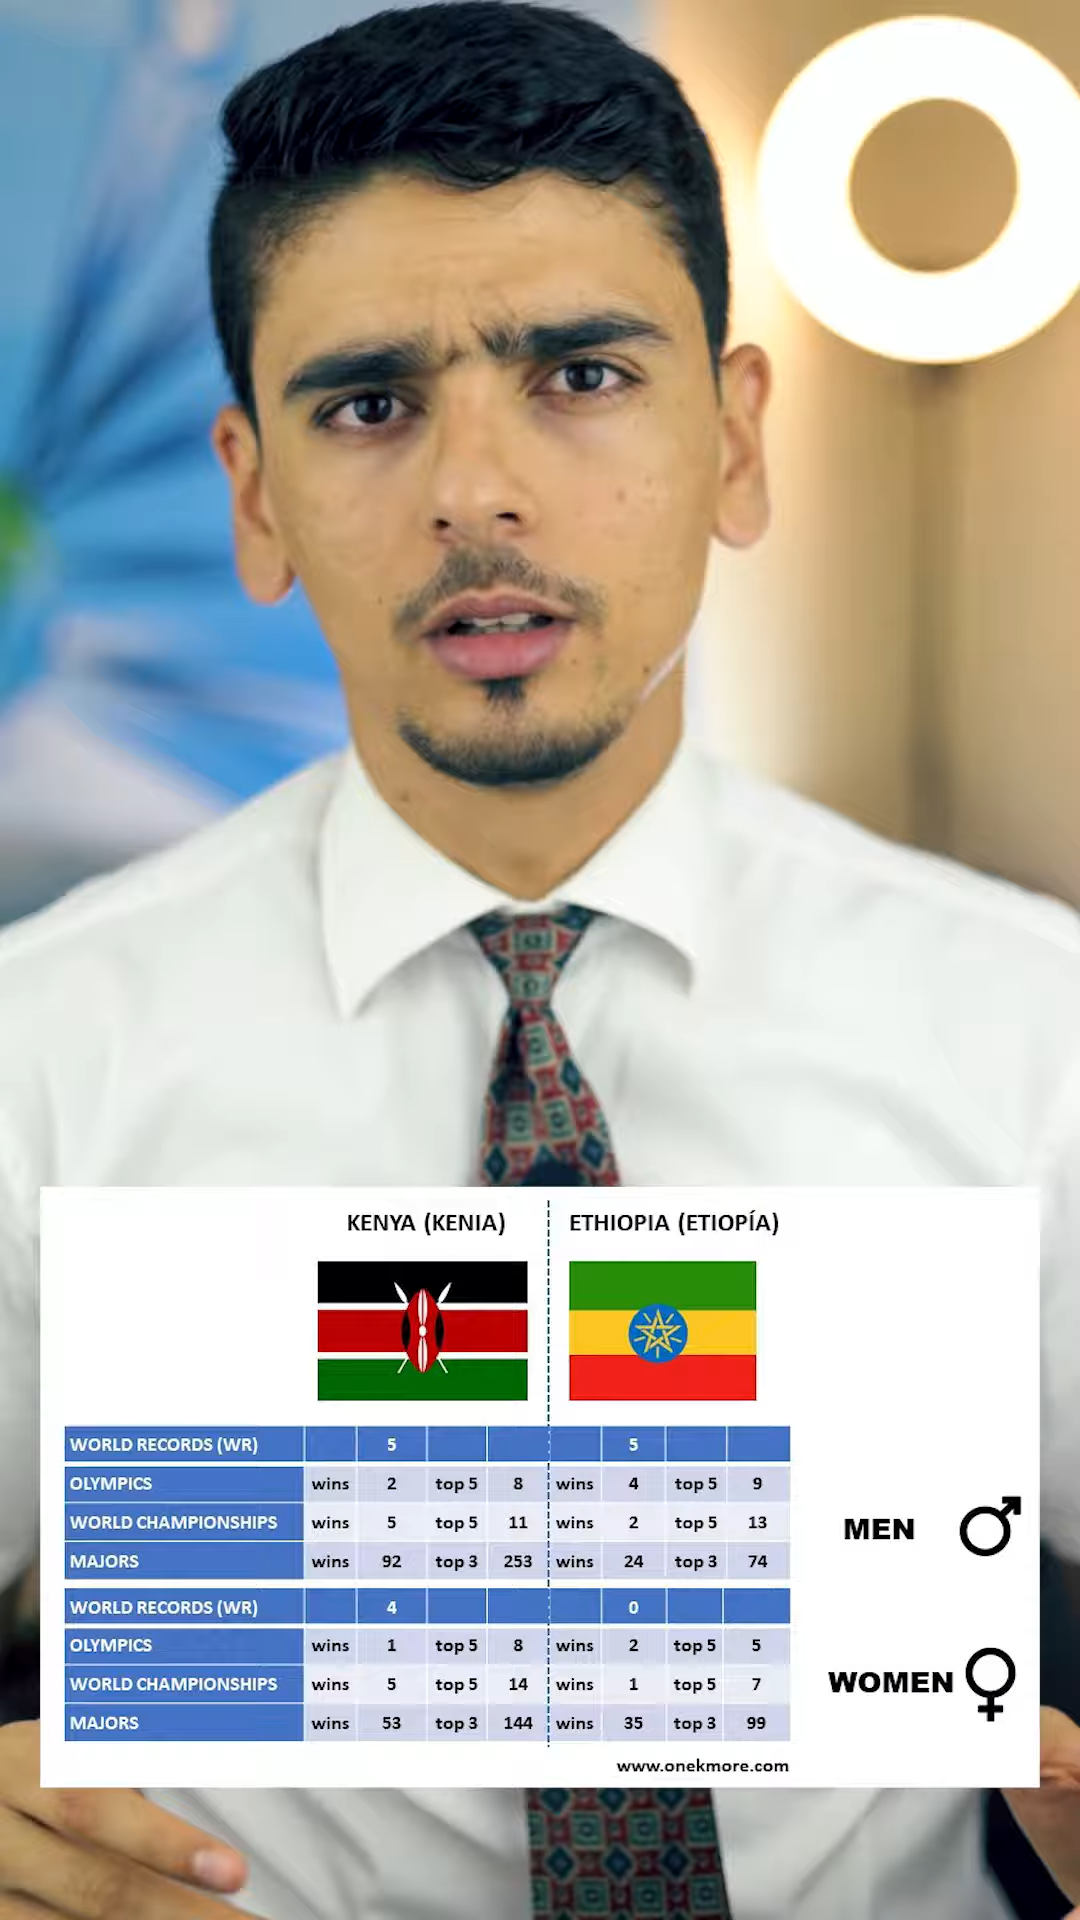 KENYA (KENIA) ETHIOPIA (ETIOPÍA)
WORLD RECORDS (WR) 5 5
OLYMPICS wins 2 top 5 8 wins 4 top 5 9
WORLD CHAMPIONSHIPS wins 5 top 5 11 wins 2 top 5 13
MEN
MAJORS wins 92 top 3 253 wins 24 top 3 74
WORLD RECORDS (WR) 4 0
OLYMPICS wins 1 top 5 8 wins 2 top 5 5
WORLD CHAMPIONSHIPS wins 5 top 5 14 wins 1 top 5 7
WOMEN
MAJORS wins 53 top 3 144 wins 35 top 3 99
www.onekmore.com